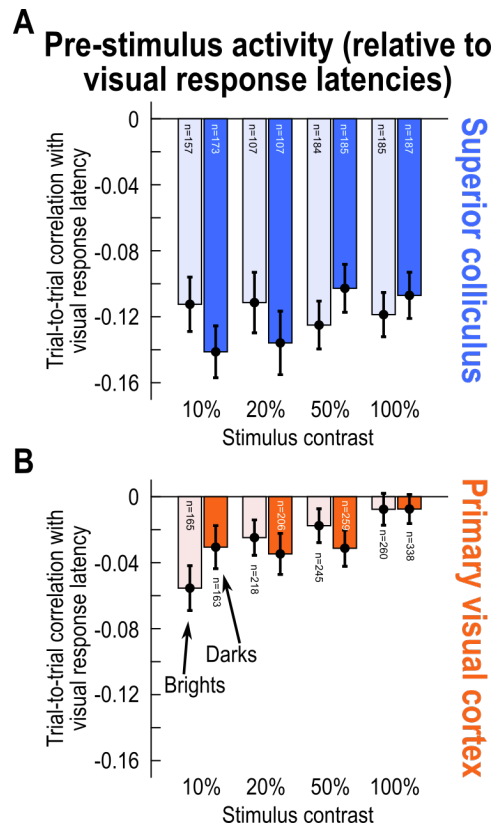 A
Pre-stimulus activity (relative to
visual response latencies)
Trial-to-trial correlation with
visual response latency
0
-0.04
-0.08
-0.12
-0.16
n=157
n=173
n=107
n=107
n=184
n=185
n=185
n=187
10%
20%
50%
100%
Stimulus contrast
Superior colliculus
B
Trial-to-trial correlation with
visual response latency
0
-0.04
-0.08
-0.12
-0.16
n=165
n=163
n=218
n=206
n=245
n=259
n=260
n=338
Brights
Darks
10%
20%
50%
100%
Stimulus contrast
Primary visual cortex